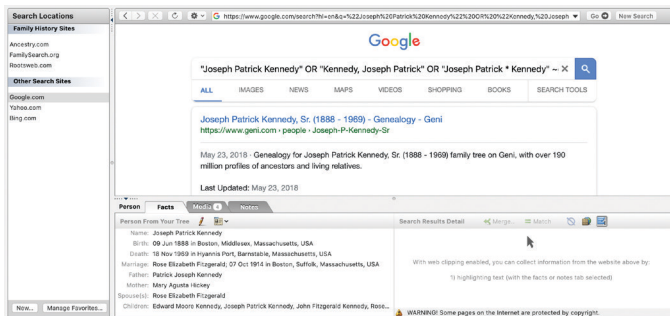 Search Locations
Family History Sites
Ancestry.com
FamilySearch.org
Rootsweb.com
Other Search Sites
Google.com
Yahoo.com
Bing.com
New... Manage Favorites...
https://www.google.com/search?hl=en&q=%22Joseph%20Patrick%20Kennedy%22%20OR%20%22Kennedy,%20Joseph Go New Search
Google
"Joseph Patrick Kennedy" OR "Kennedy, Joseph Patrick" OR "Joseph Patrick * Kennedy" ~
ALL IMAGES NEWS MAPS VIDEOS SHOPPING BOOKS SEARCH TOOLS
Joseph Patrick Kennedy, Sr. (1888 - 1969) - Genealogy - Geni
https://www.geni.com › people › Joseph-P-Kennedy-Sr
May 23, 2018 · Genealogy for Joseph Patrick Kennedy, Sr. (1888 - 1969) family tree on Geni, with over 190
million profiles of ancestors and living relatives.
Last Updated: May 23, 2018
Person Facts Media 4 Notes
Person From Your Tree
Name: Joseph Patrick Kennedy
Birth: 09 Jun 1888 in Boston, Middlesex, Massachusetts, USA
Death: 18 Nov 1969 in Hyannis Port, Barnstable, Massachusetts, USA
Marriage: Rose Elizabeth Fitzgerald; 07 Oct 1914 in Boston, Suffolk, Massachusetts, USA
Father: Patrick Joseph Kennedy
Mother: Mary Agusta Hickey
Spouse(s): Rose Elizabeth Fitzgerald
Children: Edward Moore Kennedy, Joseph Patrick Kennedy, John Fitzgerald Kennedy, Rose...
Search Results Detail Merge... Match
With web clipping enabled, you can collect information from the website above by:
1) highlighting text (with the facts or notes tab selected)
WARNING! Some pages on the Internet are protected by copyright.